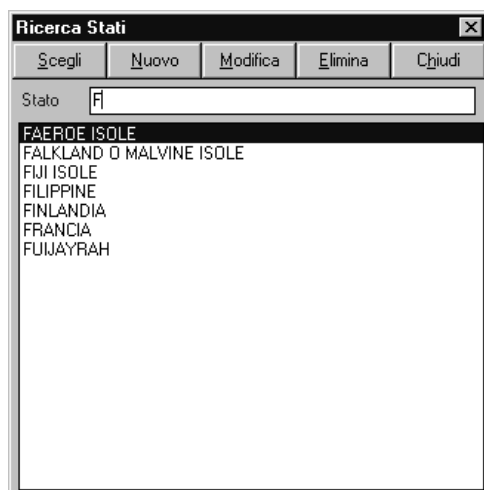 Ricerca Stati
Scegli Nuovo Modifica Elimina Chiudi
Stato F
FAEROE ISOLE
FALKLAND O MALVINE ISOLE
FIJI ISOLE
FILIPPINE
FINLANDIA
FRANCIA
FUIJAYRAH